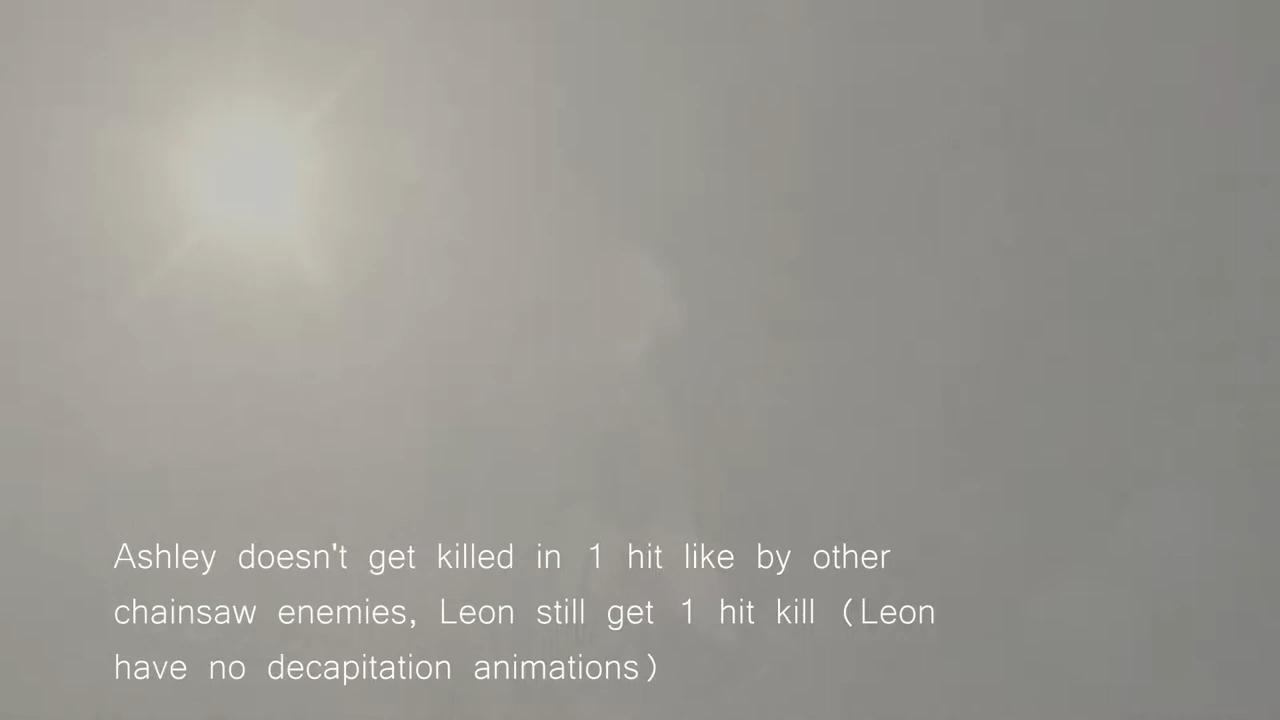 Ashley doesn't get killed in 1 hit like by other
chainsaw enemies, Leon still get 1 hit kill (Leon
have no decapitation animations)